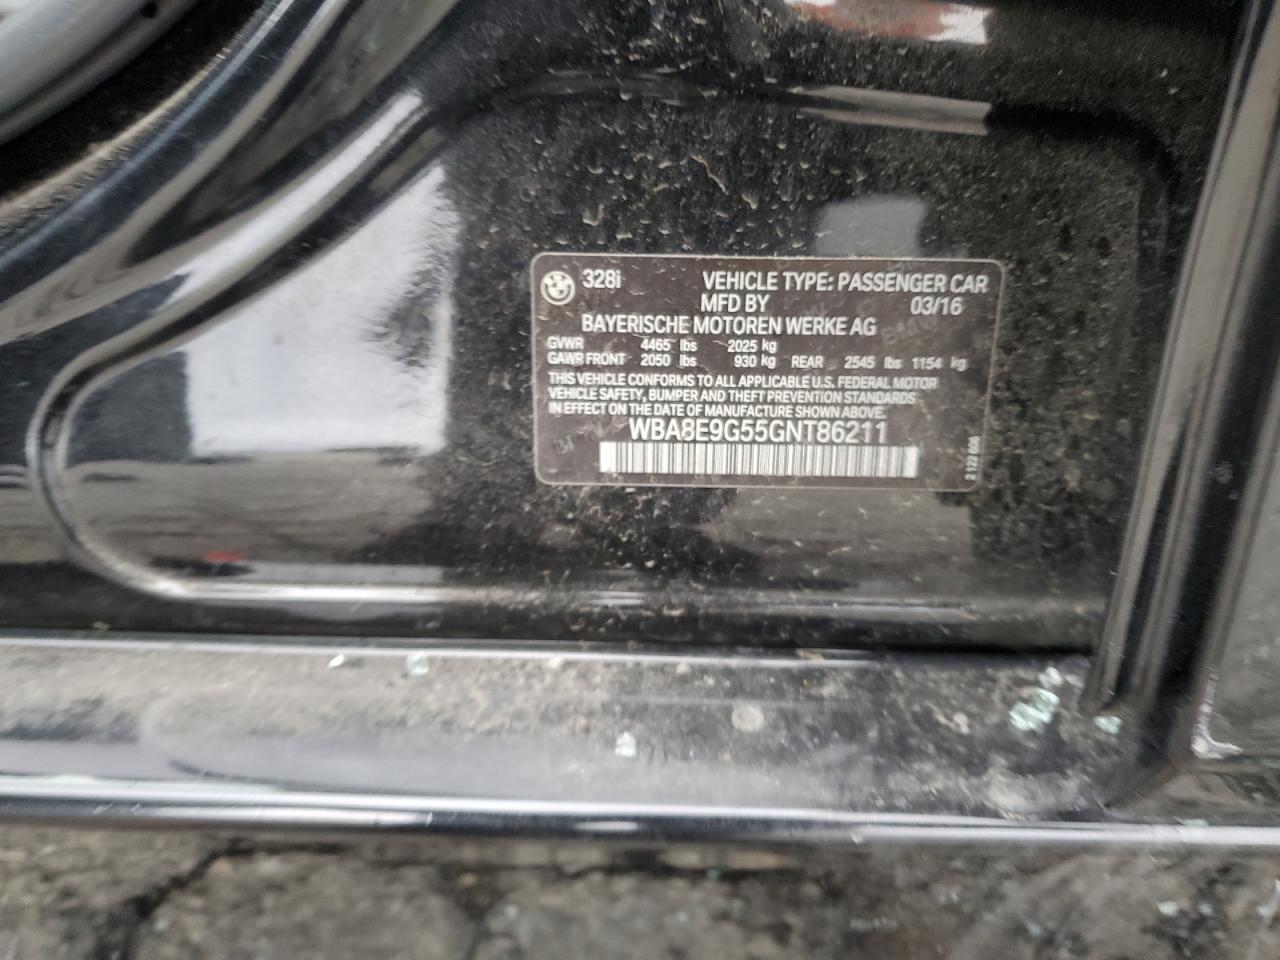 328i VEHICLE TYPE: PASSENGER CAR
MFD BY 03/16
BAYERISCHE MOTOREN WERKE AG
GVWR 4465 lbs 2025 kg
GAWR FRONT 2050 lbs 930 kg REAR 2545 lbs 1154 kg
THIS VEHICLE CONFORMS TO ALL APPLICABLE U.S. FEDERAL MOTOR
VEHICLE SAFETY, BUMPER AND THEFT PREVENTION STANDARDS
IN EFFECT ON THE DATE OF MANUFACTURE SHOWN ABOVE.
WBA8E9G55GNT86211